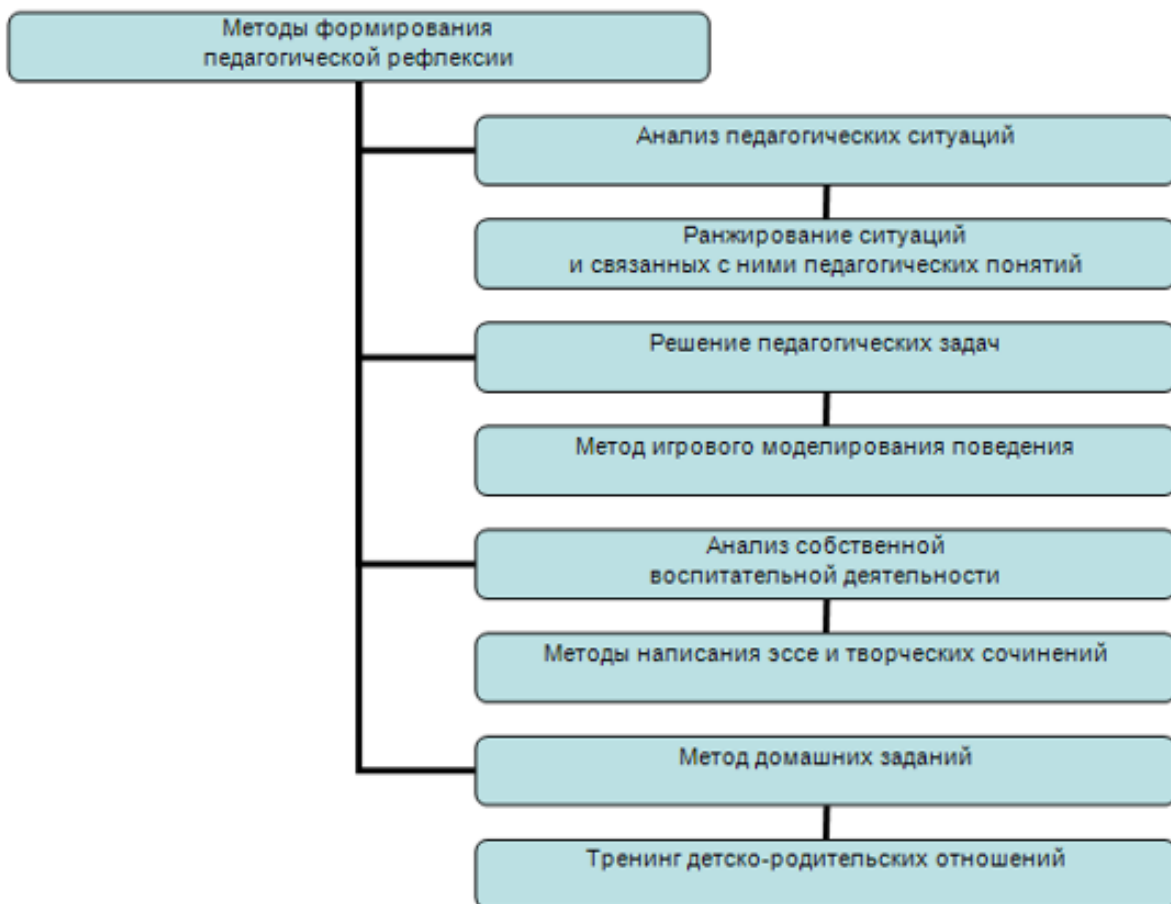 Методы формирования
педагогической рефлексии
Анализ педагогических ситуаций
Ранжирование ситуаций
и связанных с ними педагогических понятий
Решение педагогических задач
Метод игрового моделирования поведения
Анализ собственной
воспитательной деятельности
Методы написания эссе и творческих сочинений
Метод домашних заданий
Тренинг детско-родительских отношений